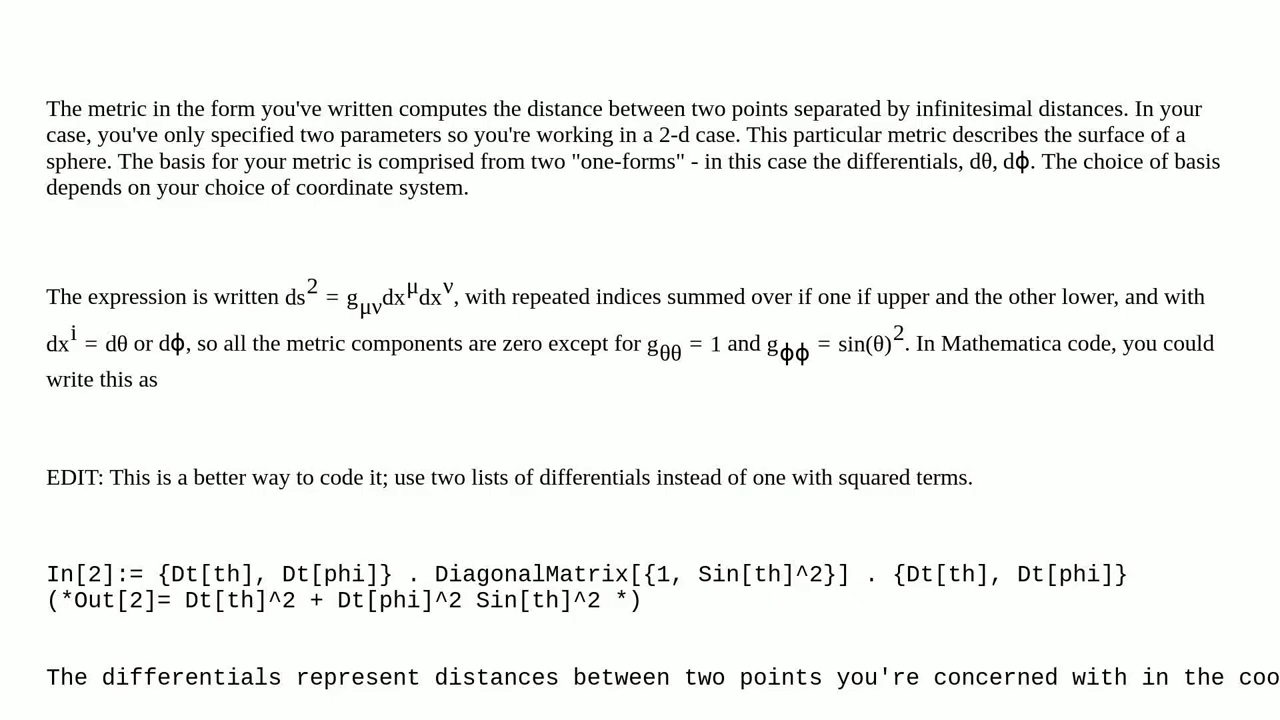 The metric in the form you've written computes the distance between two points separated by infinitesimal distances. In your
case, you've only specified two parameters so you're working in a 2-d case. This particular metric describes the surface of a
sphere. The basis for your metric is comprised from two "one-forms" - in this case the differentials, dθ, dϕ. The choice of basis
depends on your choice of coordinate system.
The expression is written ds^2 = g_μν dx^μ dx^ν, with repeated indices summed over if one if upper and the other lower, and with
dx^i = dθ or dϕ, so all the metric components are zero except for g_θθ = 1 and g_ϕϕ = sin(θ)^2. In Mathematica code, you could
write this as
EDIT: This is a better way to code it; use two lists of differentials instead of one with squared terms.
In[2]:= {Dt[th], Dt[phi]} . DiagonalMatrix[{1, Sin[th]^2}] . {Dt[th], Dt[phi]}
(*Out[2]= Dt[th]^2 + Dt[phi]^2 Sin[th]^2 *)
The differentials represent distances between two points you're concerned with in the coo